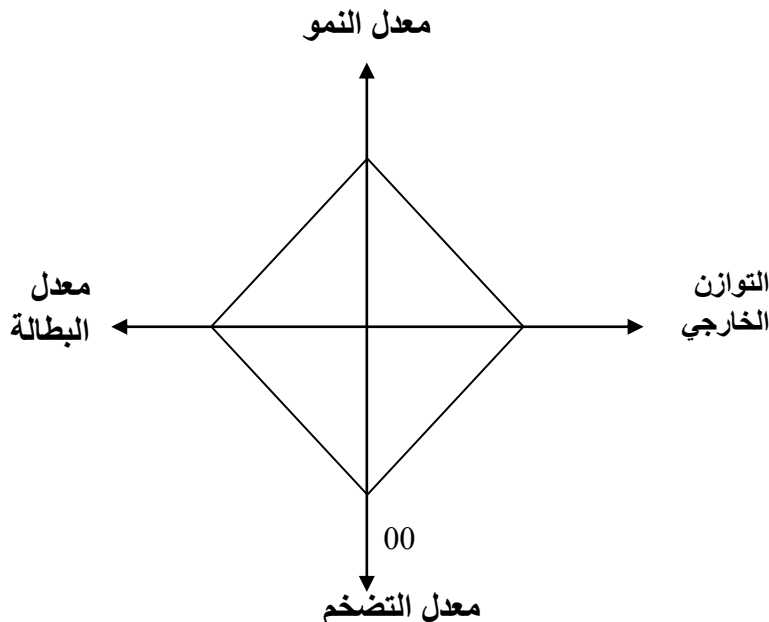 معدل النمو
التوازن
الخارجي
معدل
البطالة
00
معدل التضخم